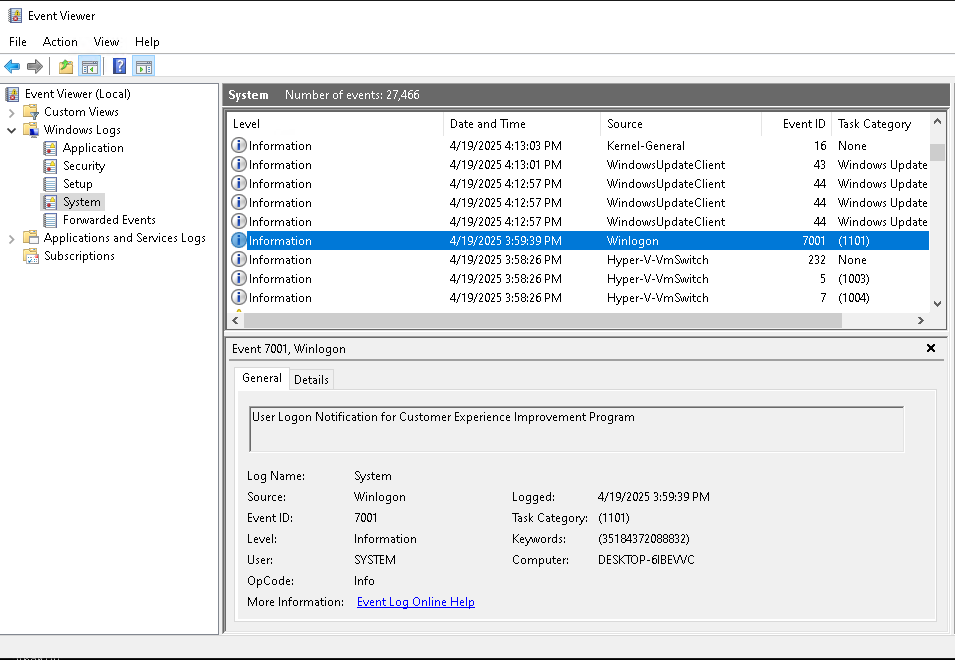 Event Viewer
File Action View Help
Event Viewer (Local)
Custom Views
Windows Logs
Application
Security
Setup
System
Forwarded Events
Applications and Services Logs
Subscriptions
System Number of events: 27,466
Level Date and Time Source Event ID Task Category
Information 4/19/2025 4:13:03 PM Kernel-General 16 None
Information 4/19/2025 4:13:01 PM WindowsUpdateClient 43 Windows Update
Information 4/19/2025 4:12:57 PM WindowsUpdateClient 44 Windows Update
Information 4/19/2025 4:12:57 PM WindowsUpdateClient 44 Windows Update
Information 4/19/2025 4:12:57 PM WindowsUpdateClient 44 Windows Update
Information 4/19/2025 3:59:39 PM Winlogon 7001 (1101)
Information 4/19/2025 3:58:26 PM Hyper-V-VmSwitch 232 None
Information 4/19/2025 3:58:26 PM Hyper-V-VmSwitch 5 (1003)
Information 4/19/2025 3:58:26 PM Hyper-V-VmSwitch 7 (1004)
Event 7001, Winlogon
General Details
User Logon Notification for Customer Experience Improvement Program
Log Name: System
Source: Winlogon Logged: 4/19/2025 3:59:39 PM
Event ID: 7001 Task Category: (1101)
Level: Information Keywords: (35184372088832)
User: SYSTEM Computer: DESKTOP-6IBEVVC
OpCode: Info
More Information: Event Log Online Help